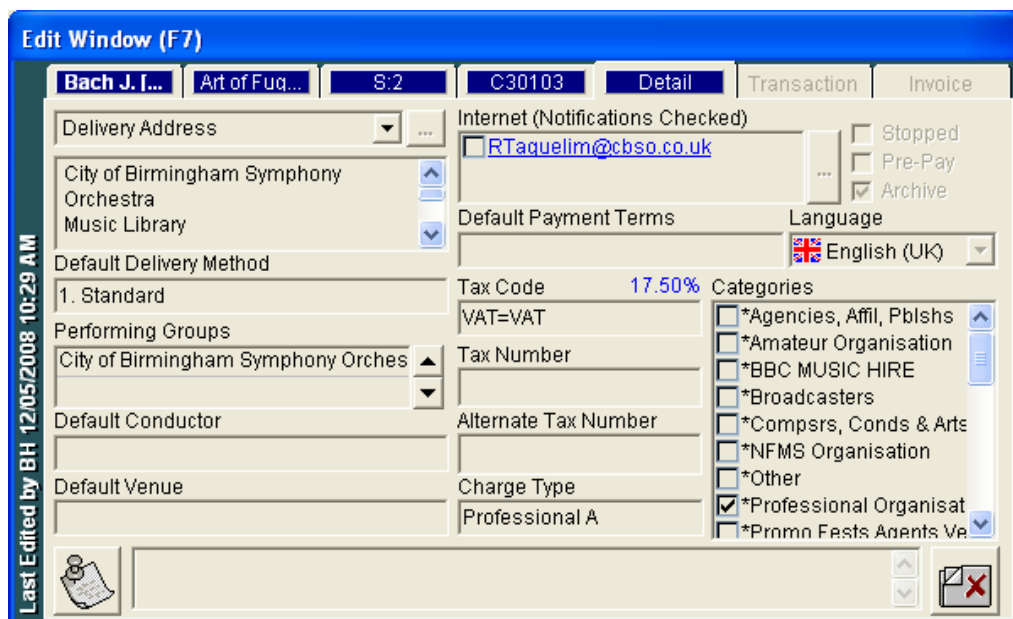 Edit Window (F7)
Bach J. [...
Art of Fug...
S:2
C30103
Detail
Transaction
Invoice
Delivery Address
...
City of Birmingham Symphony
Orchestra
Music Library
Default Delivery Method
1. Standard
Performing Groups
City of Birmingham Symphony Orches
Default Conductor
Default Venue
Internet (Notifications Checked)
RTaquelim@cbso.co.uk
...
Stopped
Pre-Pay
Archive
Default Payment Terms
Language
English (UK)
Tax Code
17.50%
VAT=VAT
Tax Number
Alternate Tax Number
Charge Type
Professional A
Categories
*Agencies, Affil, Pblshs
*Amateur Organisation
*BBC MUSIC HIRE
*Broadcasters
*Compsrs, Conds & Arts
*NFMS Organisation
*Other
*Professional Organisat
*Promo Fests Agents Ve
Last Edited by BH 12/05/2008 10:29 AM